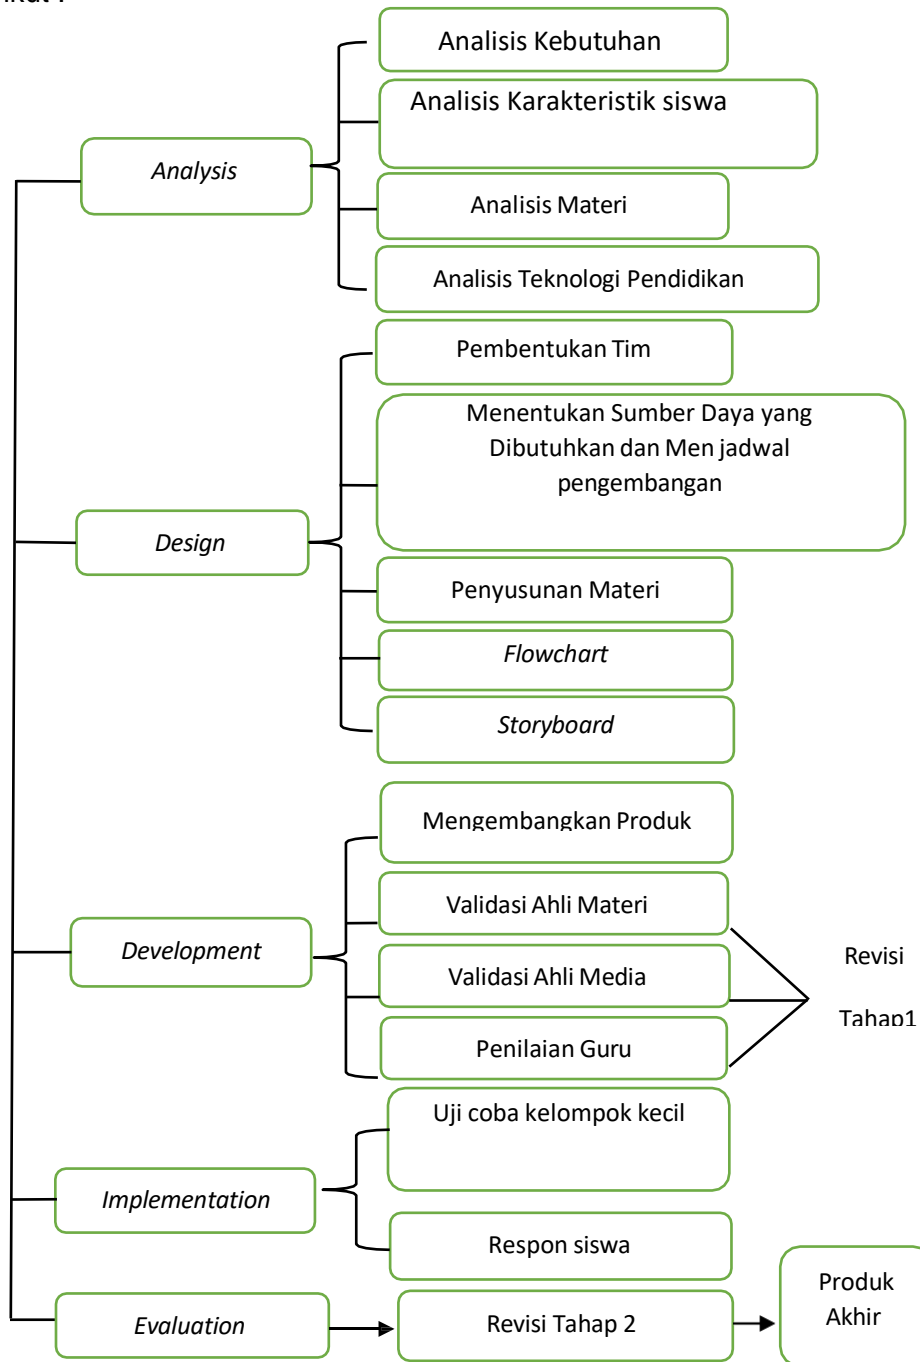 Analisis Kebutuhan
Analisis Karakteristik siswa
Analysis
Analisis Materi
Analisis Teknologi Pendidikan
Pembentukan Tim
Menentukan Sumber Daya yang
Dibutuhkan dan Men jadwal
pengembangan
Design
Penyusunan Materi
Flowchart
Storyboard
Mengembangkan Produk
Validasi Ahli Materi
Development
Validasi Ahli Media
Penilaian Guru
Revisi
Tahap1
Uji coba kelompok kecil
Implementation
Respon siswa
Evaluation
Revisi Tahap 2
Produk
Akhir